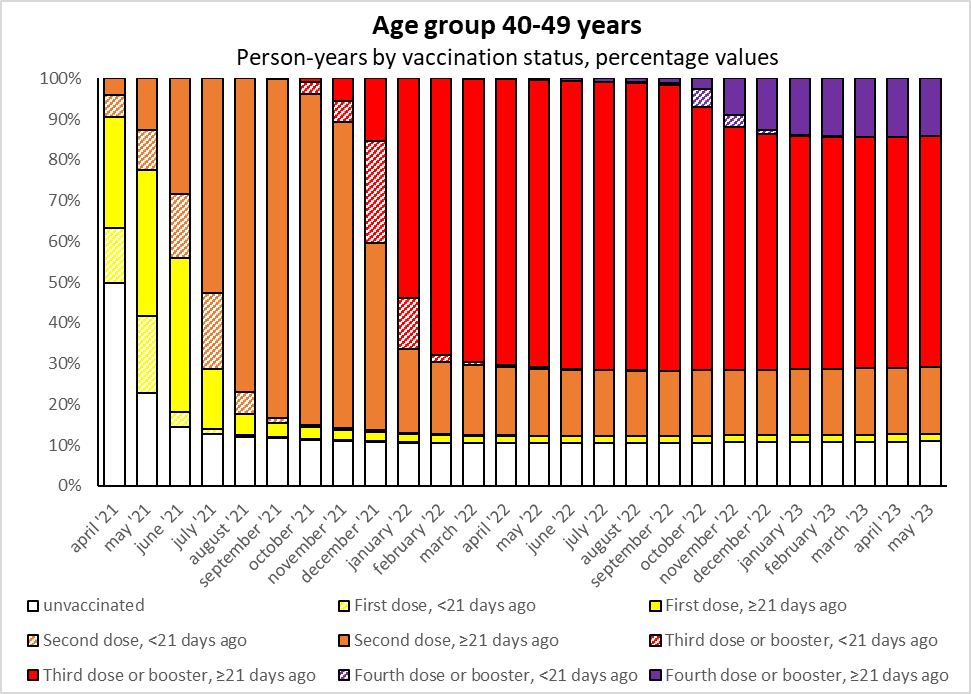 Age group 40-49 years
Person-years by vaccination status, percentage values
100%
90%
80%
70%
60%
50%
40%
30%
20%
10%
0%
april '21
may '21
june '21
july '21
august '21
september '21
october '21
november '21
december '21
january '22
february '22
march '22
april '22
may '22
june '22
july '22
august '22
september '22
october '22
november '22
december '22
january '23
february '23
march '23
april '23
may '23
unvaccinated First dose, <21 days ago First dose, ≥21 days ago
Second dose, <21 days ago Second dose, ≥21 days ago Third dose or booster, <21 days ago
Third dose or booster, ≥21 days ago Fourth dose or booster, <21 days ago Fourth dose or booster, ≥21 days ago